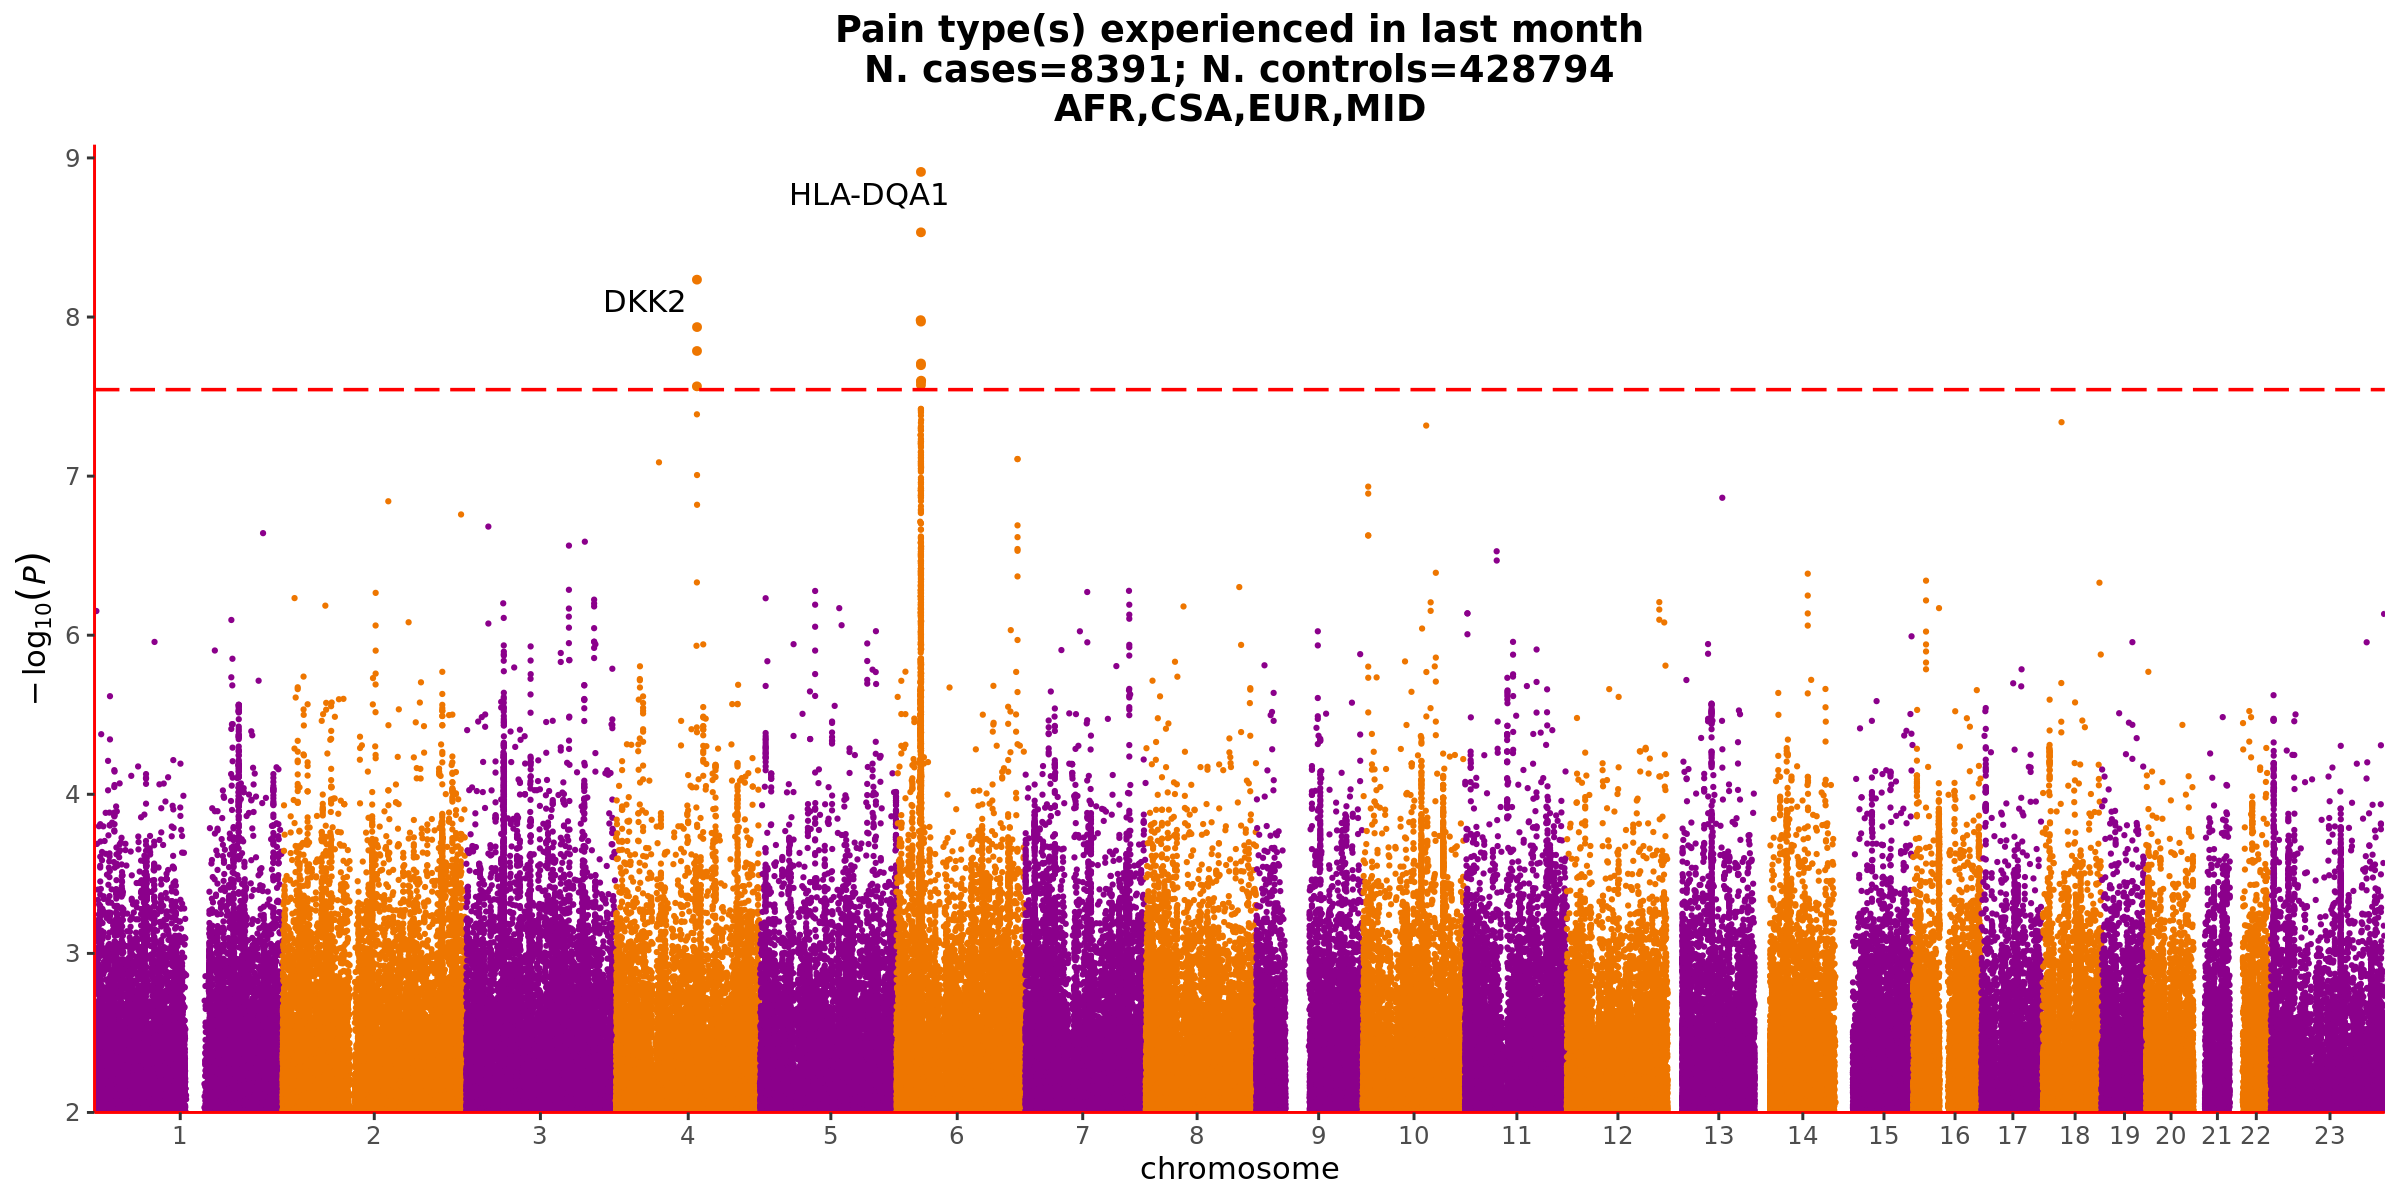 Pain type(s) experienced in last month
N. cases=8391; N. controls=428794
AFR,CSA,EUR,MID
9
HLA-DQA1
DKK2
8
7
6
5
4
3
2
−log10(P)
1 2 3 4 5 6 7 8 9 10 11 12 13 14 15 16 17 18 19 20 21 22 23
chromosome